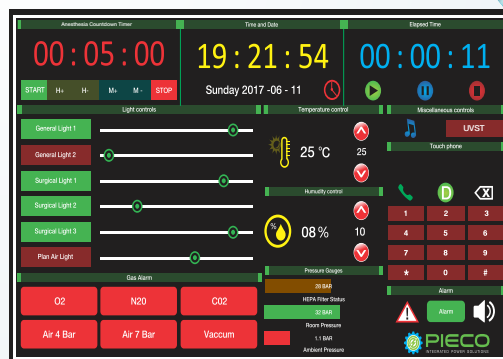 Anesthesia Countdown Timer
Time and Date
Elapsed Time
00 : 05 : 00
19 : 21 : 54
00 : 00 : 11
START H+ H- M+ M - STOP
Sunday 2017 -06 - 11
Light controls
Temperature control
Miscellaneous controls
General Light 1
General Light 2
Surgical Light 1
Surgical Light 2
Surgical Light 3
Plan Air Light
25 °C
25
UVST
Touch phone
D
X
1 2 3
4 5 6
7 8 9
* 0 #
Humudity control
%
08 %
10
Gas Alarm
O2 N20 C02
Air 4 Bar Air 7 Bar Vaccum
Pressure Gauges
28 BAR
HEPA Filter Status
32 BAR
Room Pressure
1.1 BAR
Ambient Pressure
Alarm
Alarm
PIECO
INTEGRATED POWER SOLUTIONS